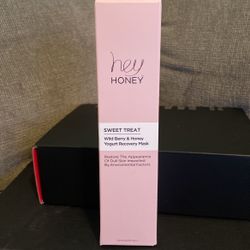 hey
HONEY
SWEET TREAT
Wild Berry & Honey
Yogurt Recovery Mask
Restore The Appearance
Of Dull Skin Impacted
By Environmental Factors